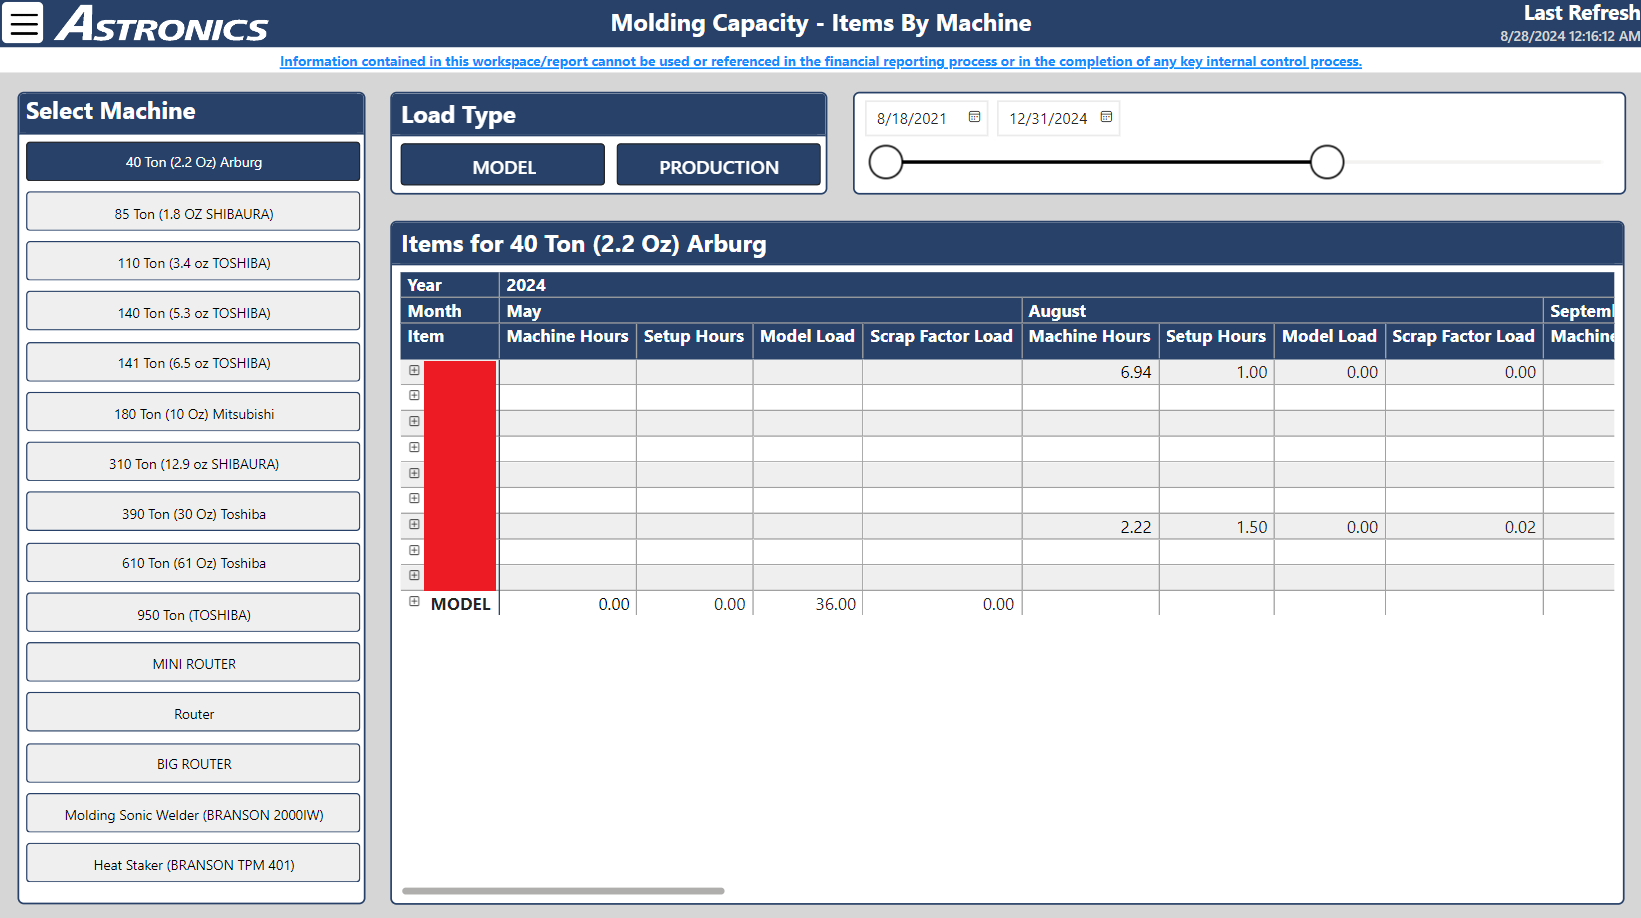 ASTRONICS
Molding Capacity - Items By Machine
Last Refresh
8/28/2024 12:16:12 AM
Information contained in this workspace/report cannot be used or referenced in the financial reporting process or in the completion of any key internal control process.
Select Machine
40 Ton (2.2 Oz) Arburg
85 Ton (1.8 OZ SHIBAURA)
110 Ton (3.4 oz TOSHIBA)
140 Ton (5.3 oz TOSHIBA)
141 Ton (6.5 oz TOSHIBA)
180 Ton (10 Oz) Mitsubishi
310 Ton (12.9 oz SHIBAURA)
390 Ton (30 Oz) Toshiba
610 Ton (61 Oz) Toshiba
950 Ton (TOSHIBA)
MINI ROUTER
Router
BIG ROUTER
Molding Sonic Welder (BRANSON 2000IW)
Heat Staker (BRANSON TPM 401)
Load Type
MODEL PRODUCTION
8/18/2021 12/31/2024
Items for 40 Ton (2.2 Oz) Arburg
Year 2024
Month May August Septem
Item Machine Hours Setup Hours Model Load Scrap Factor Load Machine Hours Setup Hours Model Load Scrap Factor Load Machine
6.94 1.00 0.00 0.00
2.22 1.50 0.00 0.02
MODEL 0.00 0.00 36.00 0.00